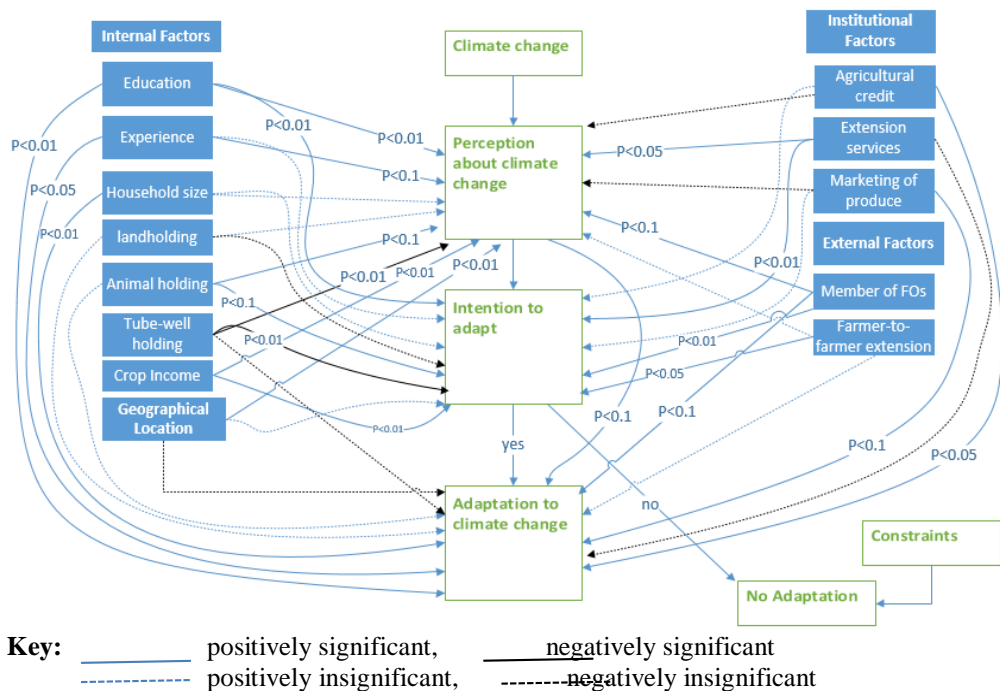 Internal Factors
Education
Experience
Household size
landholding
Animal holding
Tube-well
holding
Crop Income
Geographical
Location
Climate change
Perception
about climate
change
Intention to
adapt
Adaptation to
climate change
No Adaptation
Constraints
Institutional
Factors
Agricultural
credit
Extension
services
Marketing of
produce
External Factors
Member of FOs
Farmer-to-
farmer extension
P<0.01
P<0.05
P<0.01
P<0.01
P<0.01
P<0.1
P<0.1
P<0.1
P<0.01
P<0.01
P<0.01
P<0.01
P<0.01
P<0.05
P<0.1
P<0.01
P<0.01
P<0.05
P<0.1
P<0.1
P<0.1
P<0.05
yes
no
Key: positively significant, negatively significant
positively insignificant, negatively insignificant